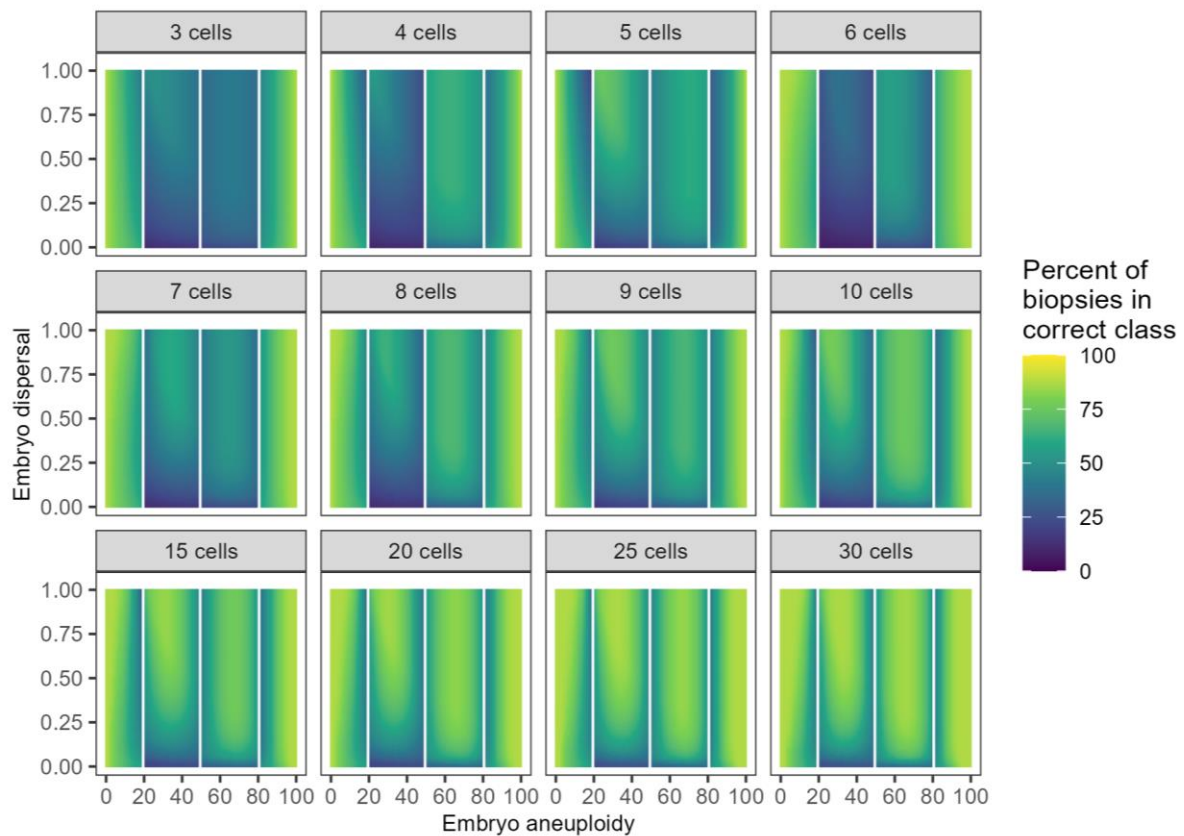 3 cells
4 cells
5 cells
6 cells
1.00
0.75
0.50
0.25
0.00
7 cells
8 cells
9 cells
10 cells
1.00
0.75
0.50
0.25
0.00
15 cells
20 cells
25 cells
30 cells
1.00
0.75
0.50
0.25
0.00
0 20 40 60 80 100
0 20 40 60 80 100
0 20 40 60 80 100
0 20 40 60 80 100
Embryo aneuploidy
Embryo dispersal
Percent of
biopsies in
correct class
100
75
50
25
0